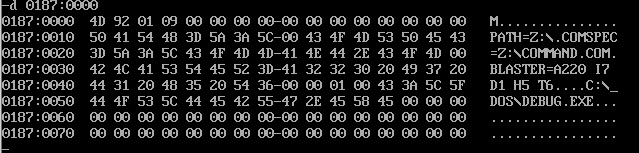 -d 0187:0000
0187:0000 4D 92 01 09 00 00 00 00-00 00 00 00 00 00 00 00 M...............
0187:0010 50 41 54 48 3D 5A 3A 5C-00 43 4F 4D 53 50 45 43 PATH=Z:\.COMSPEC
0187:0020 3D 5A 3A 5C 43 4F 4D 4D-41 4E 44 2E 43 4F 4D 00 =Z:\COMMAND.COM.
0187:0030 42 4C 41 53 54 45 52 3D-41 32 32 30 20 49 37 20 BLASTER=A220 I7
0187:0040 44 31 20 48 35 20 54 36-00 00 01 00 43 3A 5C 5F D1 H5 T6....C:\_
0187:0050 44 4F 53 5C 44 45 42 55-47 2E 45 58 45 00 00 00 DOS\DEBUG.EXE...
0187:0060 00 00 00 00 00 00 00 00-00 00 00 00 00 00 00 00 ................
0187:0070 00 00 00 00 00 00 00 00-00 00 00 00 00 00 00 00 ................
-